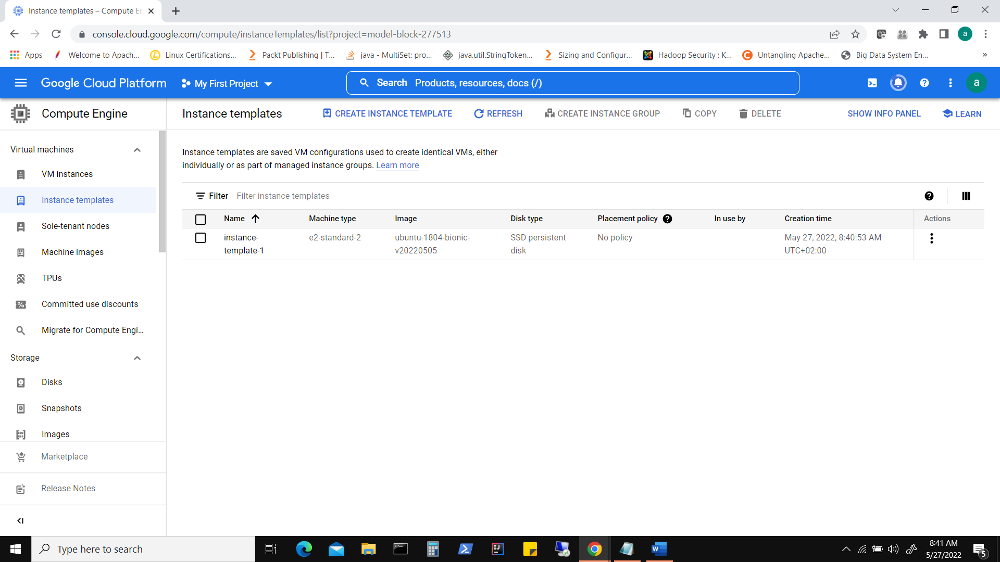 Instance templates – Compute En
console.cloud.google.com/compute/instanceTemplates/list?project=model-block-277513
a
Apps
Welcome to Apach...
Linux Certifications...
Packt Publishing | T...
java - MultiSet: pro...
java.util.StringToken...
Sizing and Configur...
Hadoop Security : K...
Untangling Apache...
Big Data System En...
»
Google Cloud Platform
My First Project
Search Products, resources, docs (/)
a
Compute Engine
Instance templates
CREATE INSTANCE TEMPLATE
REFRESH
CREATE INSTANCE GROUP
COPY
DELETE
SHOW INFO PANEL
LEARN
Virtual machines
VM instances
Instance templates
Sole-tenant nodes
Machine images
TPUs
Committed use discounts
Migrate for Compute Engi...
Storage
Disks
Snapshots
Images
Marketplace
Release Notes
Instance templates are saved VM configurations used to create identical VMs, either
individually or as part of managed instance groups. Learn more
Filter Filter instance templates
Name Machine type Image Disk type Placement policy In use by Creation time Actions
instance- e2-standard-2 ubuntu-1804-bionic- SSD persistent No policy May 27, 2022, 8:40:53 AM
template-1 v20220505 disk UTC+02:00
Type here to search
8:41 AM
5/27/2022
5